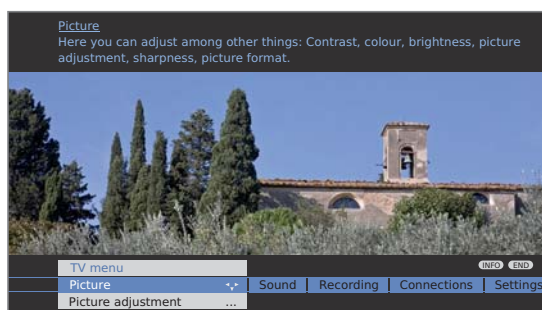 Picture
Here you can adjust among other things: Contrast, colour, brightness, picture
adjustment, sharpness, picture format.
TV menu
INFO END
Picture Sound Recording Connections Settings
Picture adjustment ...